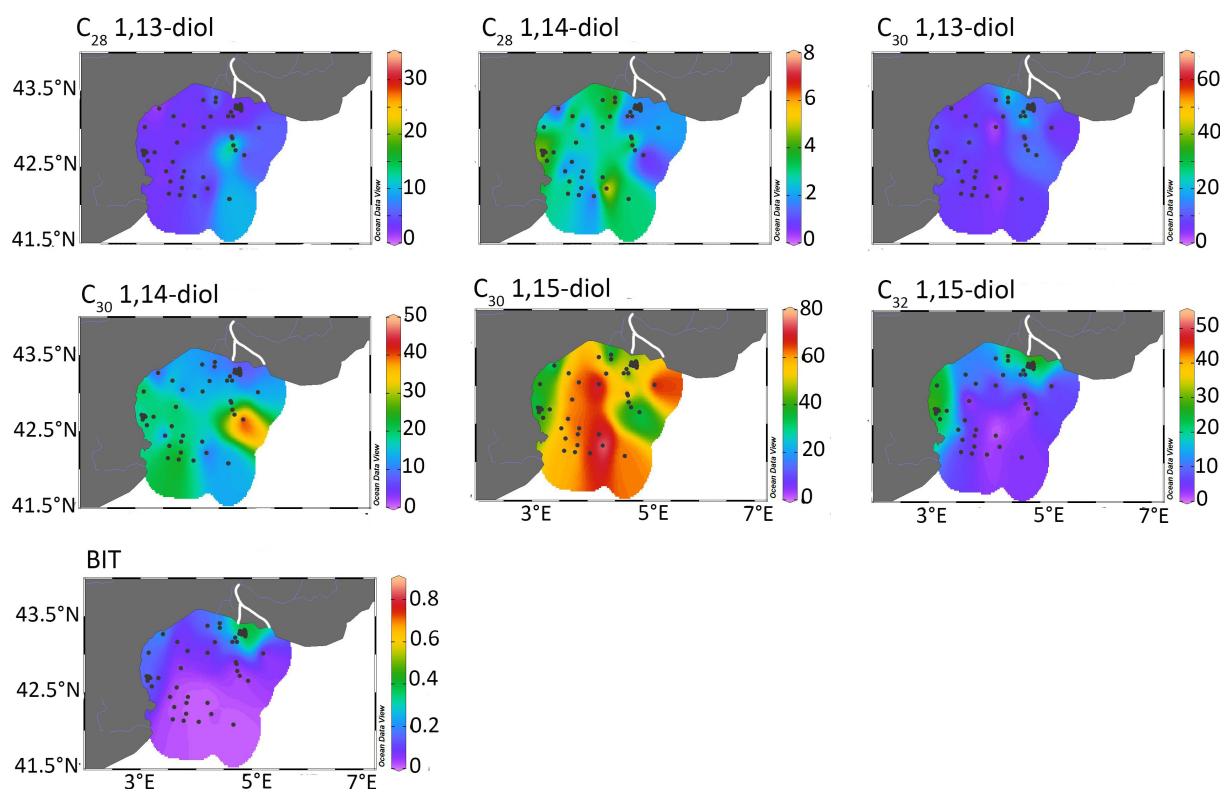 C28 1,13-diol
C28 1,14-diol
C30 1,13-diol
43.5°N
42.5°N
41.5°N
30
20
10
0
Ocean Data View
8
6
4
2
0
Ocean Data View
60
40
20
0
Ocean Data View
C30 1,14-diol
C30 1,15-diol
C32 1,15-diol
43.5°N
42.5°N
41.5°N
50
40
30
20
10
0
Ocean Data View
80
60
40
20
0
Ocean Data View
3°E
5°E
7°E
50
40
30
20
10
0
Ocean Data View
3°E
5°E
7°E
BIT
43.5°N
42.5°N
41.5°N
0.8
0.6
0.4
0.2
0
Ocean Data View
3°E
5°E
7°E